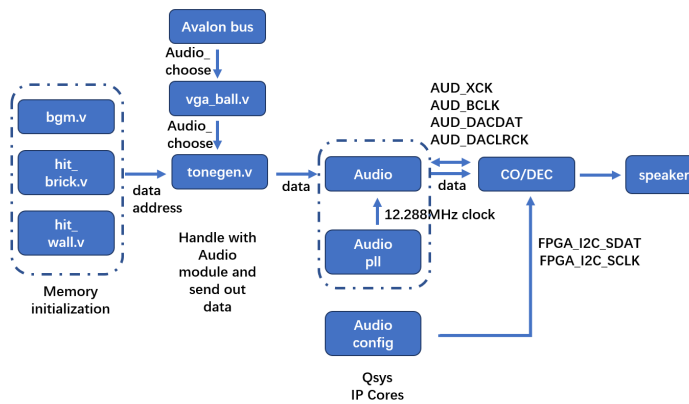 Avalon bus
Audio_
choose
vga_ball.v
Audio_
choose
bgm.v
hit_
brick.v
hit_
wall.v
data
address
tonegen.v
data
Audio
AUD_XCK
AUD_BCLK
AUD_DACDAT
AUD_DACLRCK
data
CO/DEC
speaker
12.288MHz clock
Audio
pll
FPGA_I2C_SDAT
FPGA_I2C_SCLK
Handle with
Audio
module and
send out
data
Memory
initialization
Audio
config
Qsys
IP Cores